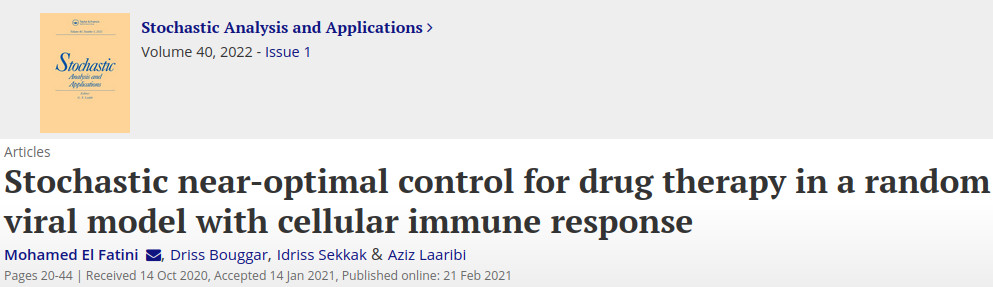 Stochastic Analysis and Applications >
Volume 40, 2022 - Issue 1
Stochastic
Analysis and
Applications
Articles
Stochastic near-optimal control for drug therapy in a random
viral model with cellular immune response
Mohamed El Fatini, Driss Bouggar, Idriss Sekkak & Aziz Laaribi
Pages 20-44 | Received 14 Oct 2020, Accepted 14 Jan 2021, Published online: 21 Feb 2021